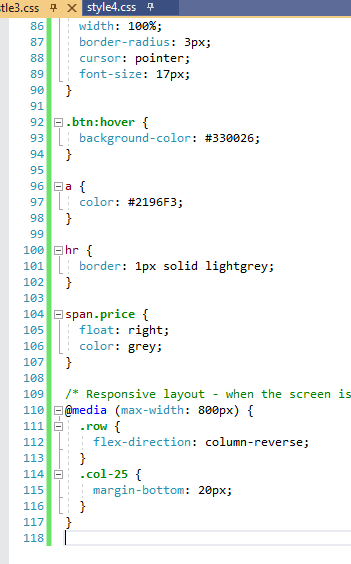 tle3.css style4.css
86 width: 100%;
87 border-radius: 3px;
88 cursor: pointer;
89 font-size: 17px;
90 }
91
92 .btn:hover {
93 background-color: #330026;
94 }
95
96 a {
97 color: #2196F3;
98 }
99
100 hr {
101 border: 1px solid lightgrey;
102 }
103
104 span.price {
105 float: right;
106 color: grey;
107 }
108
109 /* Responsive layout - when the screen is
110 @media (max-width: 800px) {
111 .row {
112 flex-direction: column-reverse;
113 }
114 .col-25 {
115 margin-bottom: 20px;
116 }
117 }
118